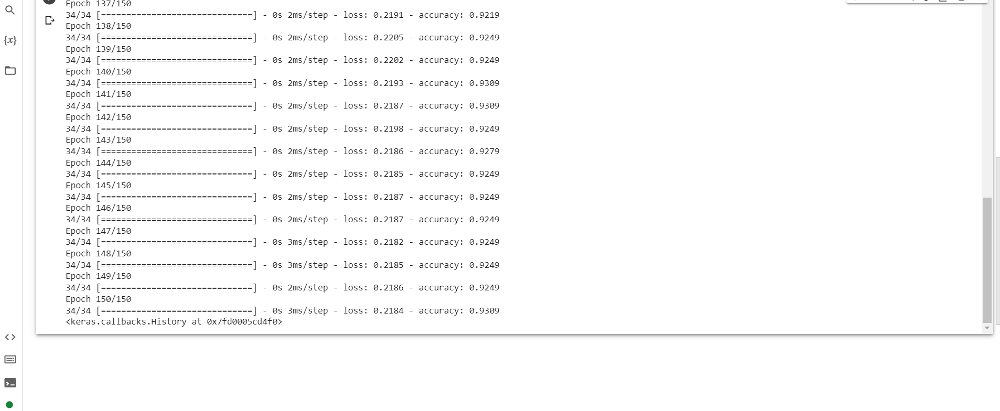 Epoch 137/150
34/34 [==============================] - 0s 2ms/step - loss: 0.2191 - accuracy: 0.9219
Epoch 138/150
{x}
34/34 [==============================] - 0s 2ms/step - loss: 0.2205 - accuracy: 0.9249
Epoch 139/150
34/34 [==============================] - 0s 2ms/step - loss: 0.2202 - accuracy: 0.9249
Epoch 140/150
34/34 [==============================] - 0s 2ms/step - loss: 0.2193 - accuracy: 0.9309
Epoch 141/150
34/34 [==============================] - 0s 2ms/step - loss: 0.2187 - accuracy: 0.9309
Epoch 142/150
34/34 [==============================] - 0s 2ms/step - loss: 0.2198 - accuracy: 0.9249
Epoch 143/150
34/34 [==============================] - 0s 2ms/step - loss: 0.2186 - accuracy: 0.9279
Epoch 144/150
34/34 [==============================] - 0s 2ms/step - loss: 0.2185 - accuracy: 0.9249
Epoch 145/150
34/34 [==============================] - 0s 2ms/step - loss: 0.2187 - accuracy: 0.9249
Epoch 146/150
34/34 [==============================] - 0s 2ms/step - loss: 0.2187 - accuracy: 0.9249
Epoch 147/150
34/34 [==============================] - 0s 3ms/step - loss: 0.2182 - accuracy: 0.9249
Epoch 148/150
34/34 [==============================] - 0s 3ms/step - loss: 0.2185 - accuracy: 0.9249
Epoch 149/150
34/34 [==============================] - 0s 2ms/step - loss: 0.2186 - accuracy: 0.9249
Epoch 150/150
34/34 [==============================] - 0s 3ms/step - loss: 0.2184 - accuracy: 0.9309
<keras.callbacks.History at 0x7fd0005cd4f0>